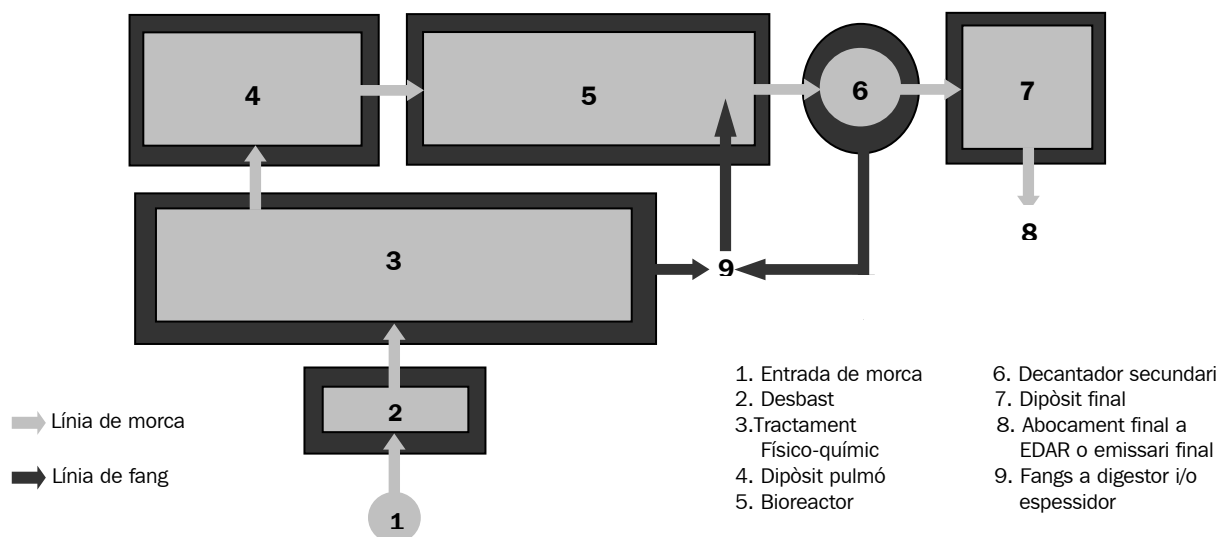 4
5
6
7
8
3
9
2
1
Línia de morca
Línia de fang
1. Entrada de morca
2. Desbast
3.Tractament
Físico-químic
4. Dipòsit pulmó
5. Bioreactor
6. Decantador secundari
7. Dipòsit final
8. Abocament final a
EDAR o emissari final
9. Fangs a digestor i/o
espessidor